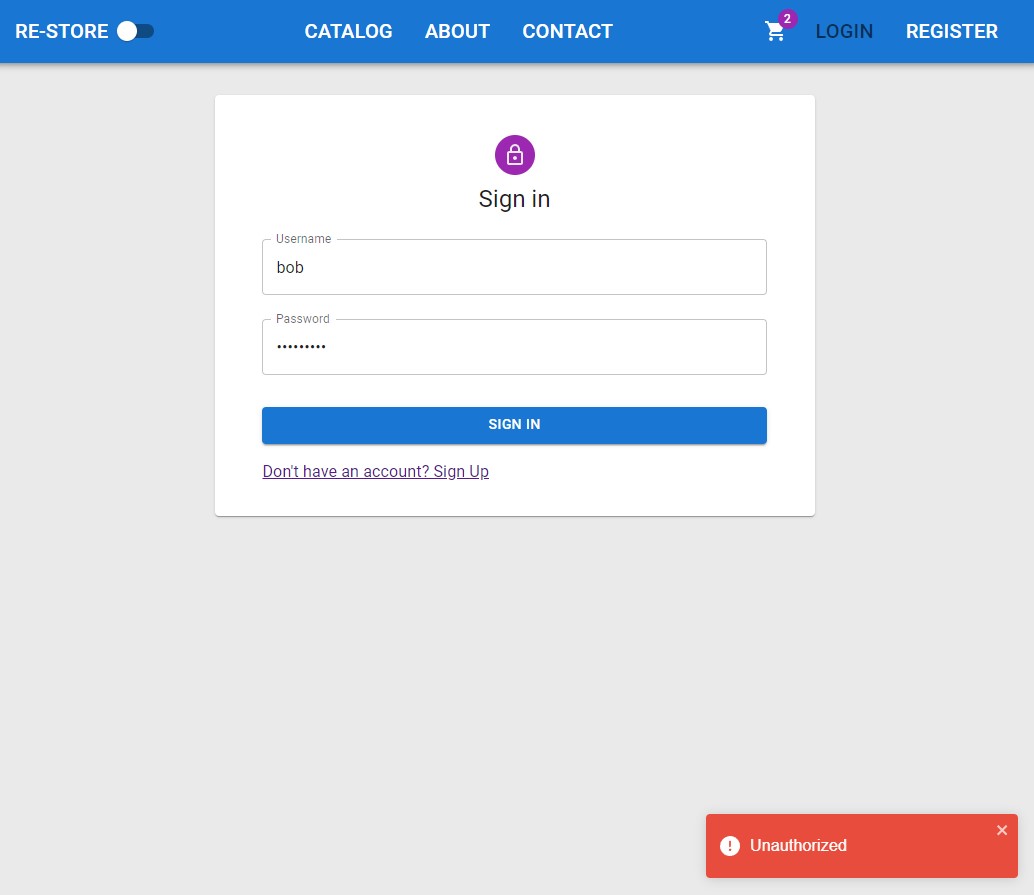 RE-STORE CATALOG ABOUT CONTACT 2 LOGIN REGISTER
Sign in
Username
bob
Password
•••••••••
SIGN IN
Don't have an account? Sign Up
Unauthorized